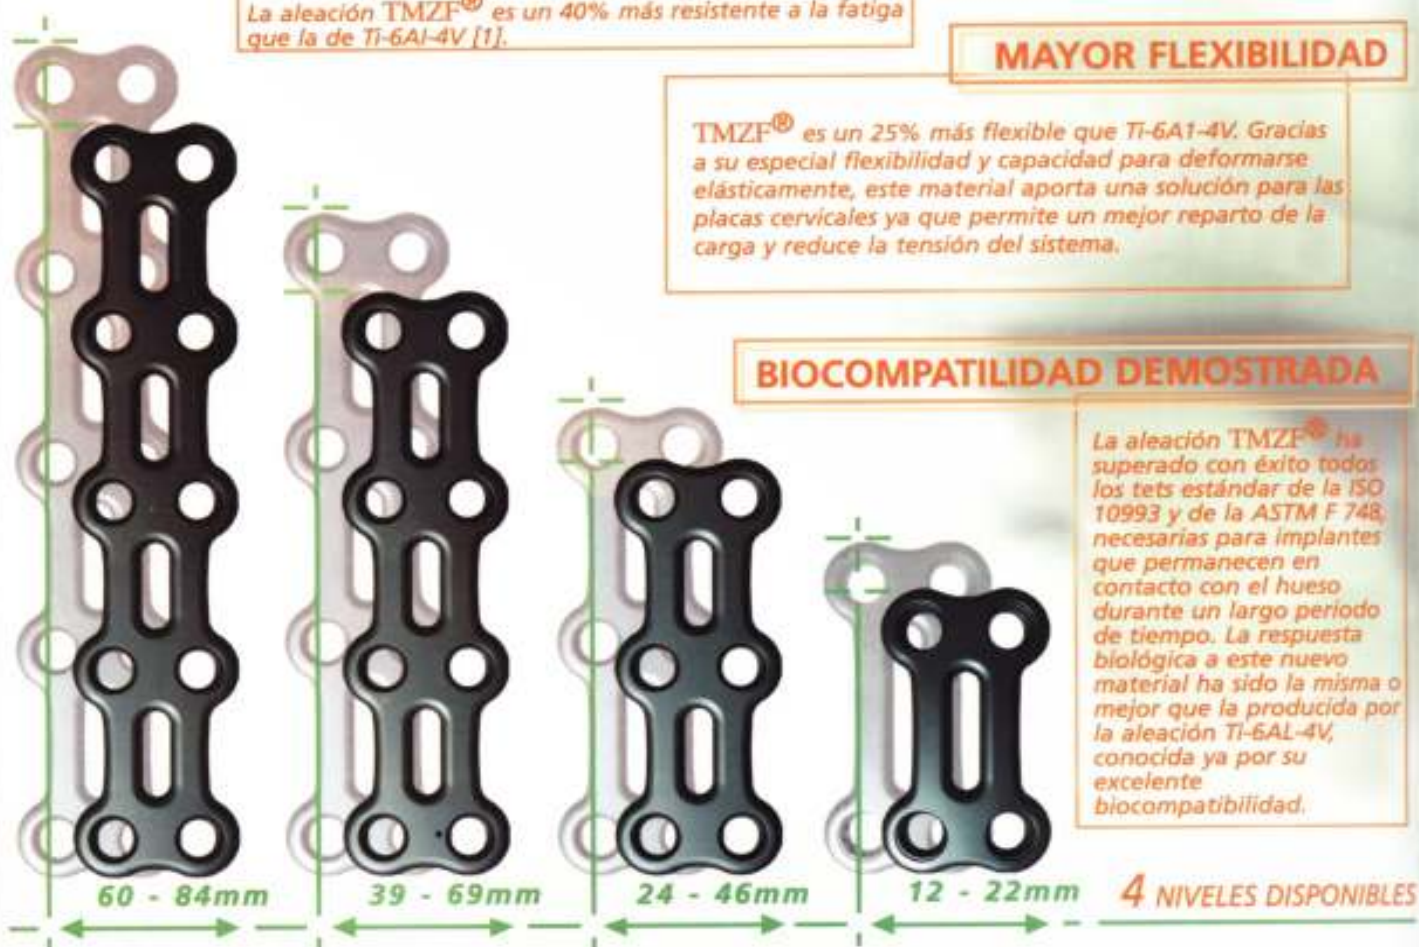 La aleación TMZF® es un 40% más resistente a la fatiga
que la de Ti-6Al-4V [1].
MAYOR FLEXIBILIDAD
TMZF® es un 25% más flexible que Ti-6A1-4V. Gracias
a su especial flexibilidad y capacidad para deformarse
elásticamente, este material aporta una solución para las
placas cervicales ya que permite un mejor reparto de la
carga y reduce la tensión del sistema.
BIOCOMPATILIDAD DEMOSTRADA
La aleación TMZF® ha
superado con éxito todos
los tets estándar de la ISO
10993 y de la ASTM F 748,
necesarias para implantes
que permanecen en
contacto con el hueso
durante un largo periodo
de tiempo. La respuesta
biológica a este nuevo
material ha sido la misma o
mejor que la producida por
la aleación Ti-6AL-4V,
conocida ya por su
excelente
biocompatibilidad.
60 - 84mm
39 - 69mm
24 - 46mm
12 - 22mm
4 NIVELES DISPONIBLES